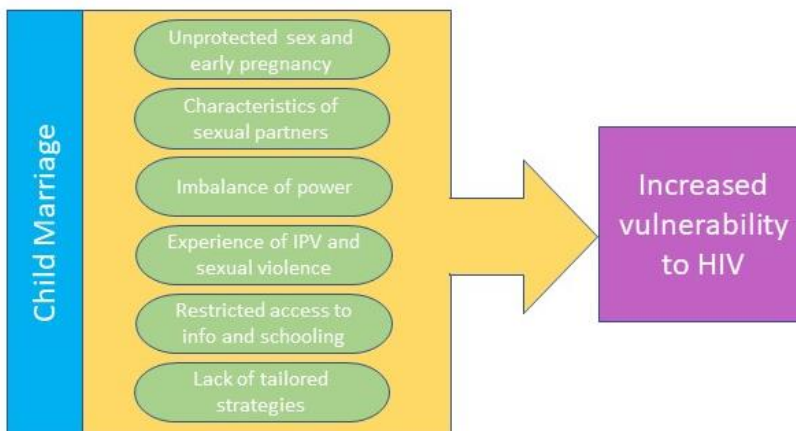 Child Marriage
Unprotected sex and
early pregnancy
Characteristics of
sexual partners
Imbalance of power
Experience of IPV and
sexual violence
Restricted access to
info and schooling
Lack of tailored
strategies
Increased
vulnerability
to HIV